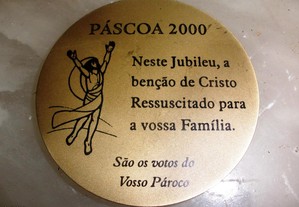 PÁSCOA 2000
Neste Jubileu, a
benção de Cristo
Ressuscitado para
a vossa Família.
São os votos do
Vosso Pároco